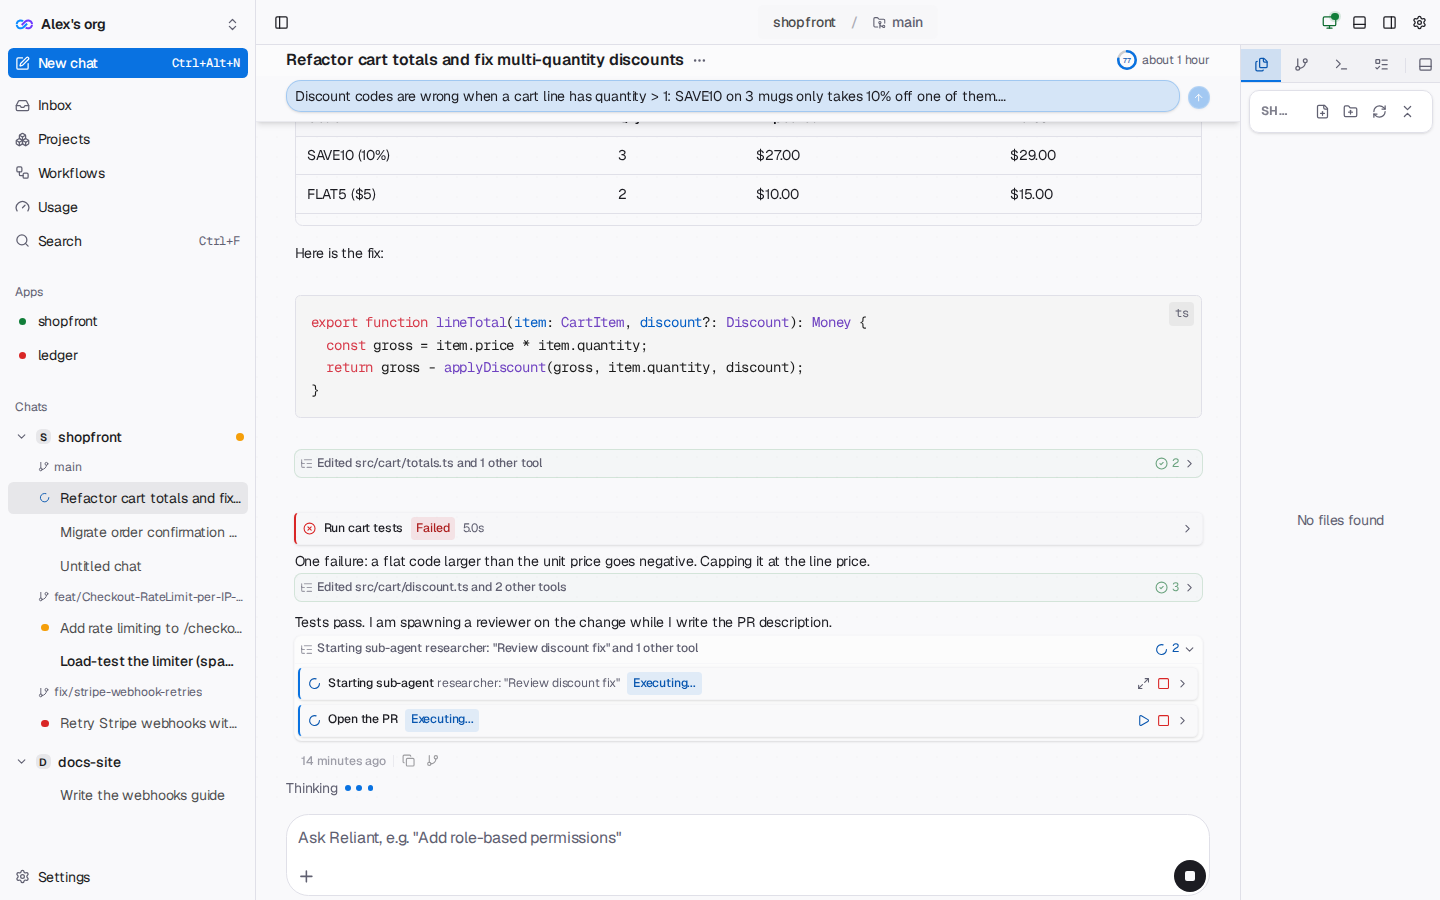 Alex's org
New chat Ctrl+Alt+N
Inbox
Projects
Workflows
Usage
Search Ctrl+F
Apps
shopfront
ledger
Chats
S shopfront
main
Refactor cart totals and fix...
Migrate order confirmation ...
Untitled chat
feat/Checkout-RateLimit-per-IP-...
Add rate limiting to /checko...
Load-test the limiter (spa...
fix/stripe-webhook-retries
Retry Stripe webhooks wit...
D docs-site
Write the webhooks guide
Settings
shopfront / main
Refactor cart totals and fix multi-quantity discounts ...
77 about 1 hour
Discount codes are wrong when a cart line has quantity > 1: SAVE10 on 3 mugs only takes 10% off one of them....
SAVE10 (10%) 3 $27.00 $29.00
FLAT5 ($5) 2 $10.00 $15.00
Here is the fix:
ts
export function lineTotal(item: CartItem, discount?: Discount): Money {
const gross = item.price * item.quantity;
return gross - applyDiscount(gross, item.quantity, discount);
}
Edited src/cart/totals.ts and 1 other tool 2
Run cart tests Failed 5.0s
One failure: a flat code larger than the unit price goes negative. Capping it at the line price.
Edited src/cart/discount.ts and 2 other tools 3
Tests pass. I am spawning a reviewer on the change while I write the PR description.
Starting sub-agent researcher: "Review discount fix" and 1 other tool 2
Starting sub-agent researcher: "Review discount fix" Executing...
Open the PR Executing...
14 minutes ago
Thinking
Ask Reliant, e.g. "Add role-based permissions"
SH...
No files found